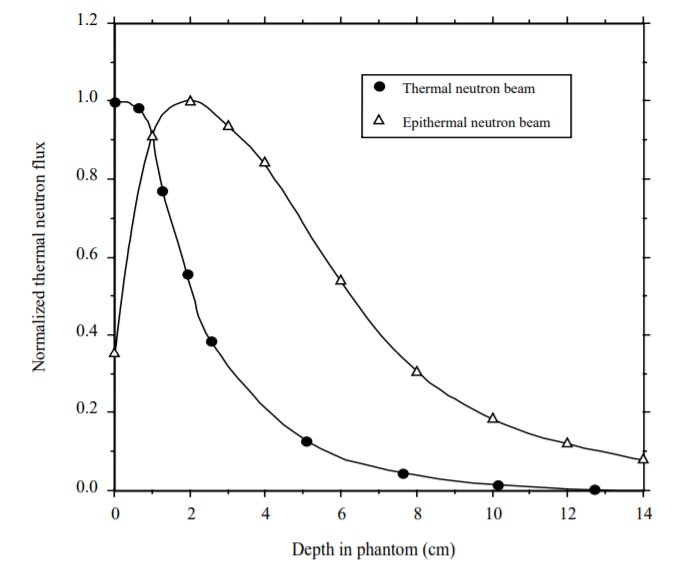 1.2
1.0
0.8
0.6
0.4
0.2
0.0
Normalized thermal neutron flux
Thermal neutron beam
Epithermal neutron beam
0 2 4 6 8 10 12 14
Depth in phantom (cm)